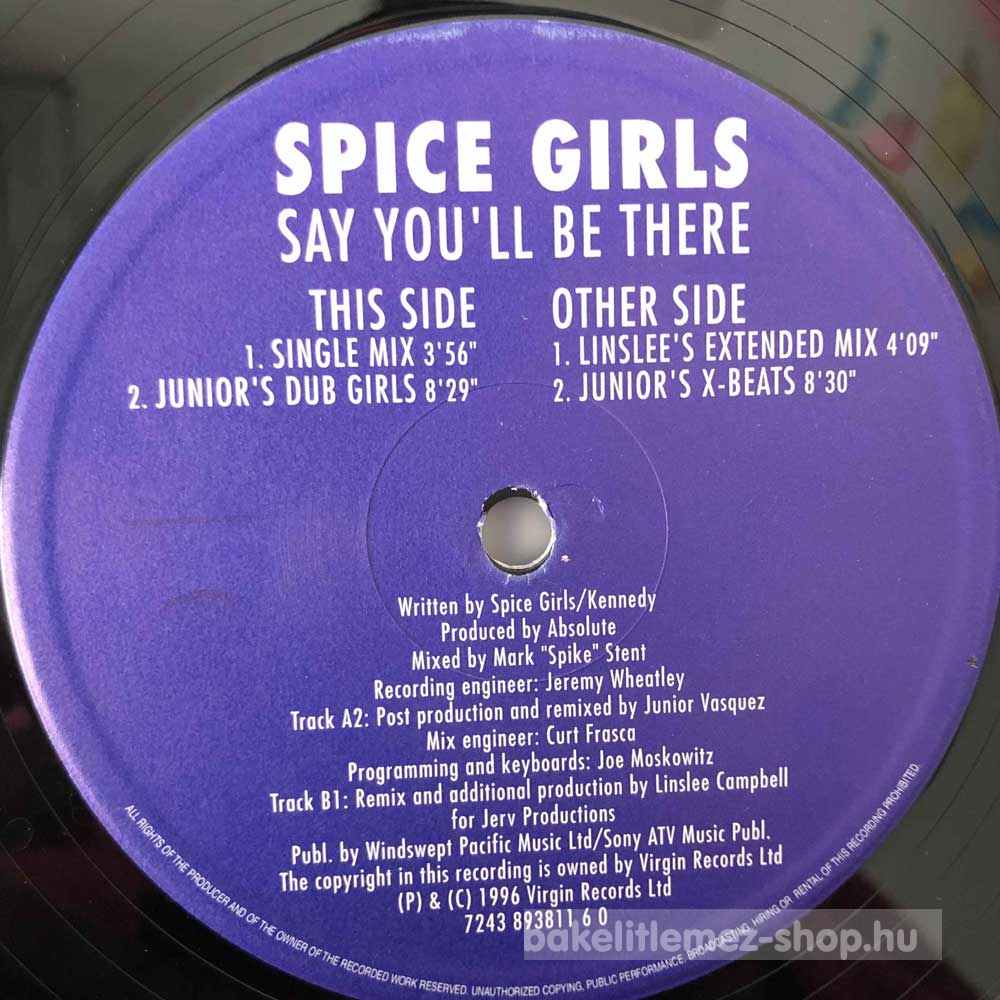 SPICE GIRLS
SAY YOU'LL BE THERE
THIS SIDE
1. SINGLE MIX 3'56"
2. JUNIOR'S DUB GIRLS 8'29"
OTHER SIDE
1. LINSLEE'S EXTENDED MIX 4'09"
2. JUNIOR'S X-BEATS 8'30"
Written by Spice Girls/Kennedy
Produced by Absolute
Mixed by Mark "Spike" Stent
Recording engineer: Jeremy Wheatley
Track A2: Post production and remixed by Junior Vasquez
Mix engineer: Curt Frasca
Programming and keyboards: Joe Moskowitz
Track B1: Remix and additional production by Linslee Campbell
for Jerv Productions
Publ. by Windswept Pacific Music Ltd/Sony ATV Music Publ.
The copyright in this recording is owned by Virgin Records Ltd
(P) & (C) 1996 Virgin Records Ltd
7243 893811 6 0
ALL RIGHTS OF THE PRODUCER AND OF THE OWNER OF THE RECORDED WORK RESERVED. UNAUTHORIZED COPYING, PUBLIC PERFORMANCE, BROADCASTING, HIRING OR RENTAL OF THIS RECORDING PROHIBITED.
bakelitlemez-shop.hu